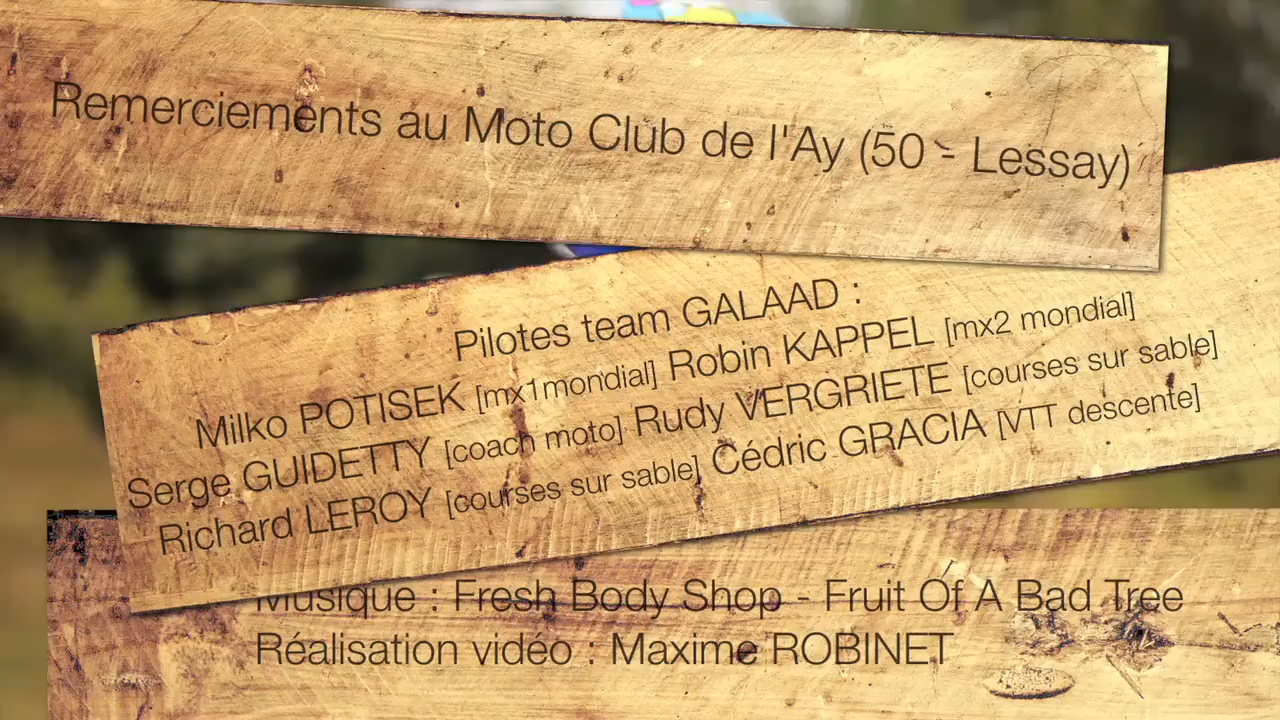 Remerciements au Moto Club de l'Ay (50 - Lessay)
Pilotes team GALAAD :
Milko POTISEK [mx1mondial] Robin KAPPEL [mx2 mondial]
Serge GUIDETTY [coach moto] Rudy VERGRIETE [courses sur sable]
Richard LEROY [courses sur sable] Cédric GRACIA [VTT descente]
Musique : Fresh Body Shop - Fruit Of A Bad Tree
Réalisation vidéo : Maxime ROBINET